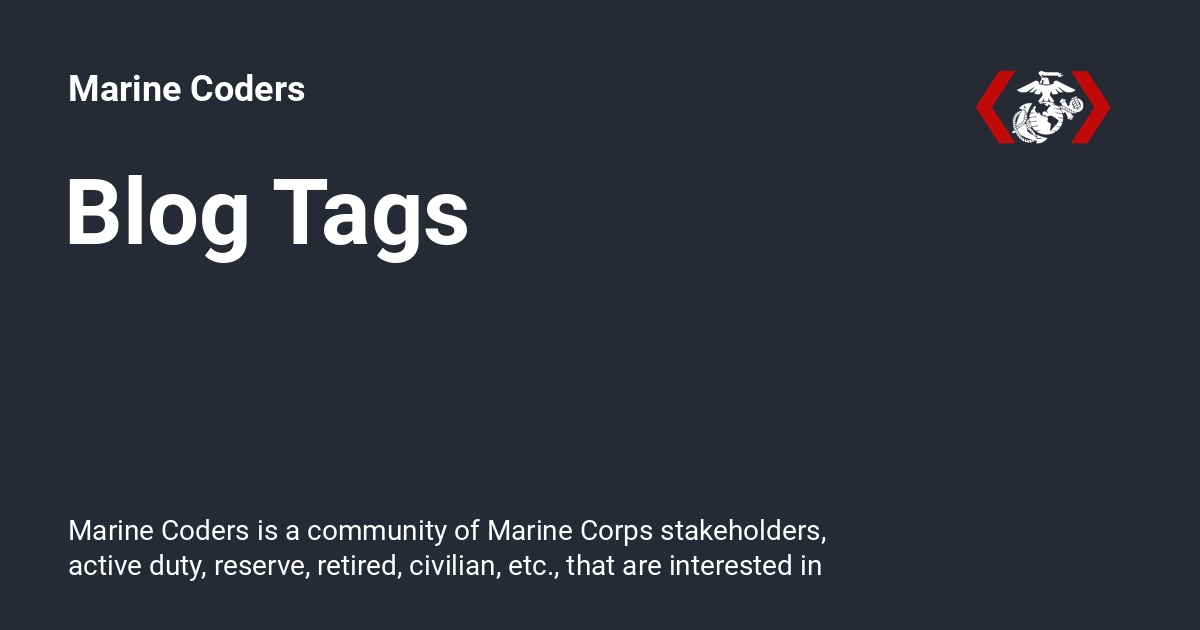 Marine Coders
Blog Tags
Marine Coders is a community of Marine Corps stakeholders,
active duty, reserve, retired, civilian, etc., that are interested in